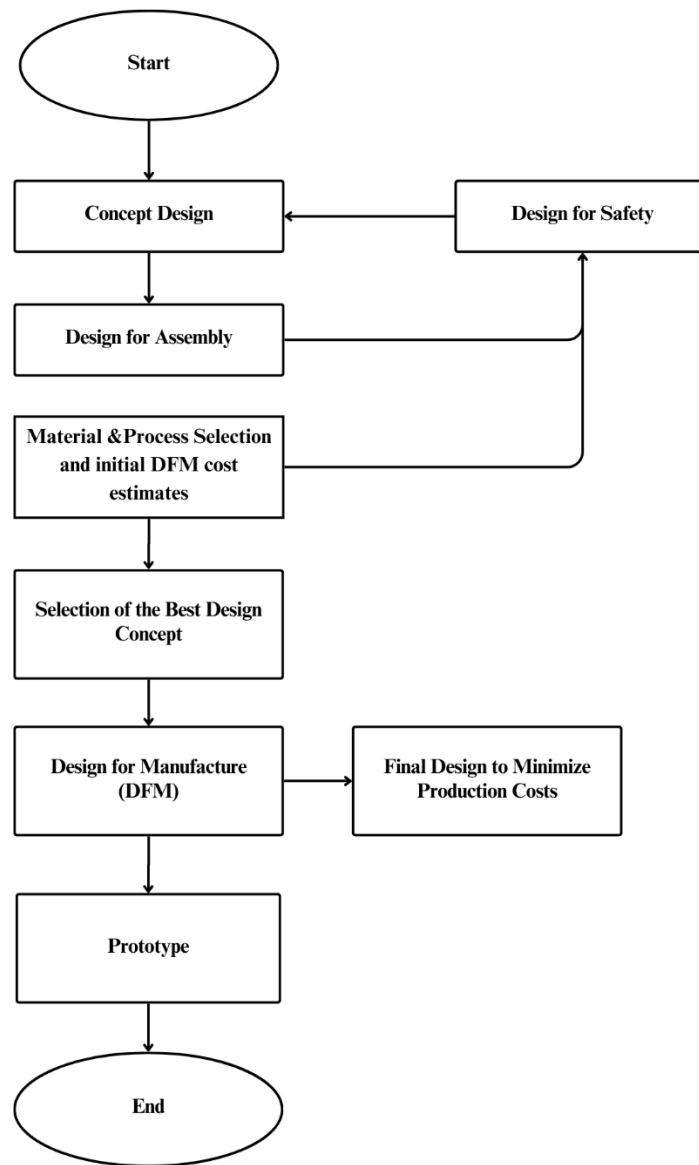 Start
Concept Design
Design for Safety
Design for Assembly
Material &Process Selection
and initial DFM cost
estimates
Selection of the Best Design
Concept
Design for Manufacture
(DFM)
Final Design to Minimize
Production Costs
Prototype
End